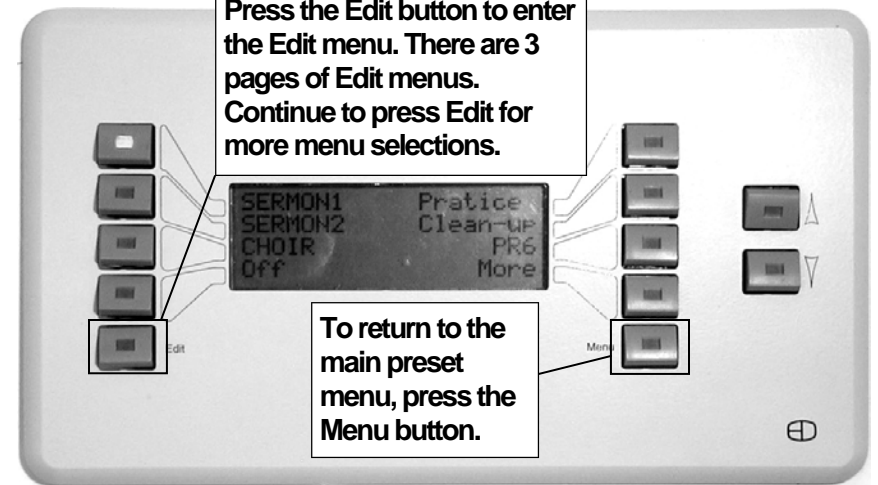 Press the Edit button to enter
the Edit menu. There are 3
pages of Edit menus.
Continue to press Edit for
more menu selections.
SERMON1 Pratice
SERMON2 Clean-up
CHOIR PR6
Off More
Edit
To return to the
main preset
menu, press the
Menu button.
Menu